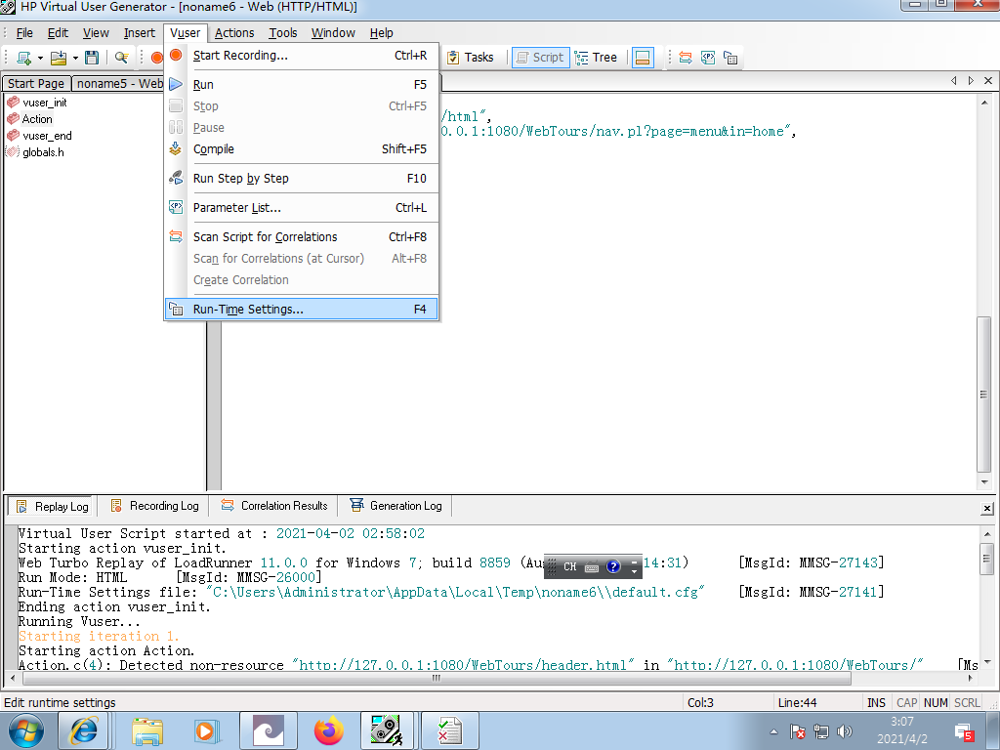 HP Virtual User Generator - [noname6 - Web (HTTP/HTML)]
File Edit View Insert Vuser Actions Tools Window Help
Tasks Script Tree
Start Page noname5 - Web
Start Recording... Ctrl+R
Run F5
Stop Ctrl+F5
Pause
Compile Shift+F5
Run Step by Step F10
Parameter List... Ctrl+L
Scan Script for Correlations Ctrl+F8
Scan for Correlations (at Cursor) Alt+F8
Create Correlation
Run-Time Settings... F4
vuser_init
Action
vuser_end
globals.h
/html",
0.0.1:1080/WebTours/nav.pl?page=menu&in=home",
Replay Log Recording Log Correlation Results Generation Log
Virtual User Script started at : 2021-04-02 02:58:02
Starting action vuser_init.
Web Turbo Replay of LoadRunner 11.0.0 for Windows 7; build 8859 (Au 14:31) [MsgId: MMSG-27143]
Run Mode: HTML [MsgId: MMSG-26000]
Run-Time Settings file: "C:\Users\Administrator\AppData\Local\Temp\noname6\\default.cfg" [MsgId: MMSG-27141]
Ending action vuser_init.
Running Vuser...
Starting iteration 1.
Starting action Action.
Action.c(4): Detected non-resource "http://127.0.0.1:1080/WebTours/header.html" in "http://127.0.0.1:1080/WebTours/" [Ms
CH
Edit runtime settings Col:3 Line:44 INS CAP NUM SCRL
3:07
2021/4/2
5